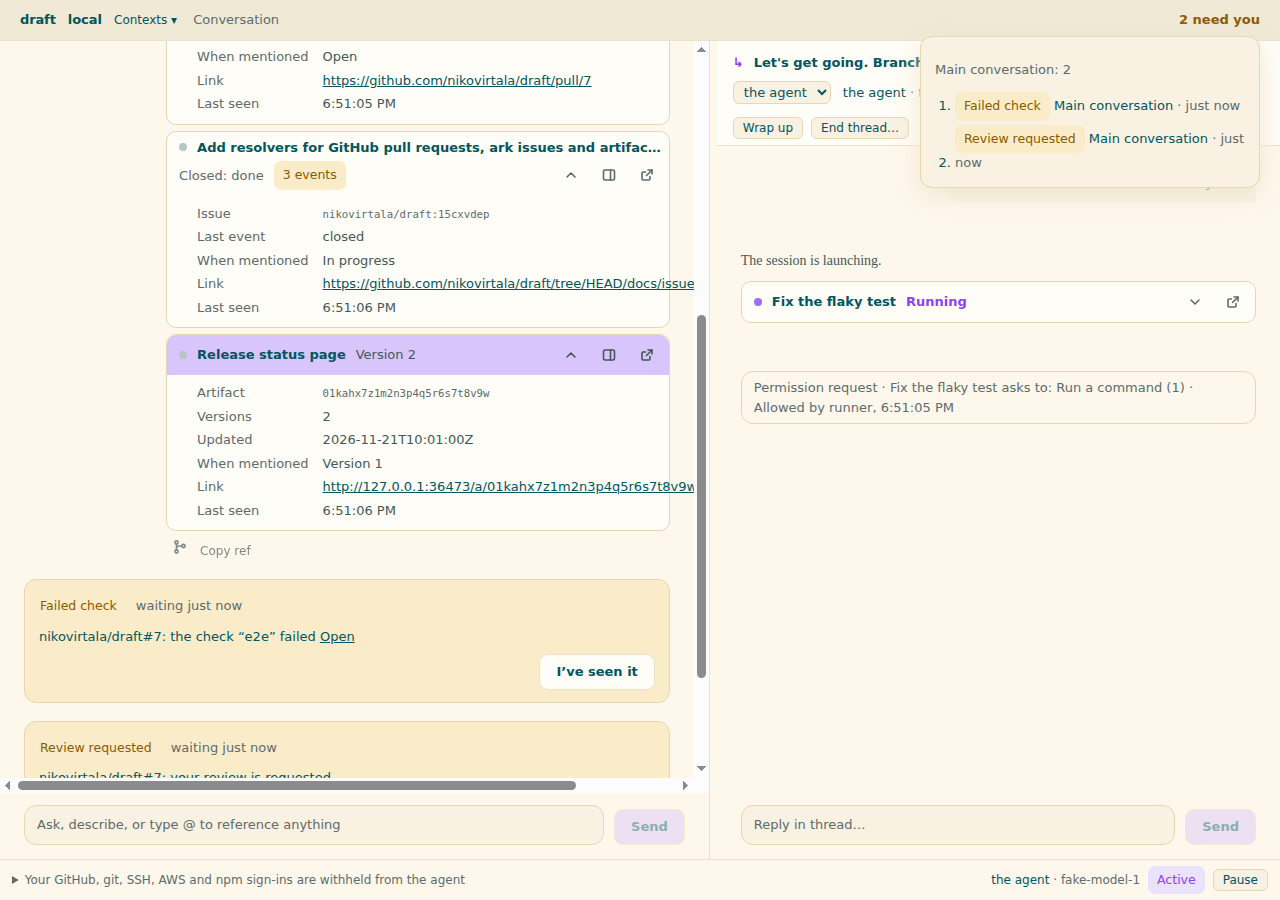 draft local Contexts ▾ Conversation 2 need you
When mentioned Open
Link https://github.com/nikovirtala/draft/pull/7
Last seen 6:51:05 PM
Add resolvers for GitHub pull requests, ark issues and artifac…
Closed: done 3 events
Issue nikovirtala/draft:15cxvdep
Last event closed
When mentioned In progress
Link https://github.com/nikovirtala/draft/tree/HEAD/docs/issue
Last seen 6:51:06 PM
Release status page Version 2
Artifact 01kahx7z1m2n3p4q5r6s7t8v9w
Versions 2
Updated 2026-11-21T10:01:00Z
When mentioned Version 1
Link http://127.0.0.1:36473/a/01kahx7z1m2n3p4q5r6s7t8v9w
Last seen 6:51:06 PM
Copy ref
Failed check waiting just now
nikovirtala/draft#7: the check “e2e” failed Open
I’ve seen it
Review requested waiting just now
nikovirtala/draft#7: your review is requested
Ask, describe, or type @ to reference anything
Send
↳ Let's get going. Branch
the agent the agent ·
Wrap up End thread…
Main conversation: 2
1. Failed check Main conversation · just now
Review requested Main conversation · just
2. now
The session is launching.
Fix the flaky test Running
Permission request · Fix the flaky test asks to: Run a command (1) ·
Allowed by runner, 6:51:05 PM
Reply in thread…
Send
Your GitHub, git, SSH, AWS and npm sign-ins are withheld from the agent
the agent · fake-model-1 Active Pause